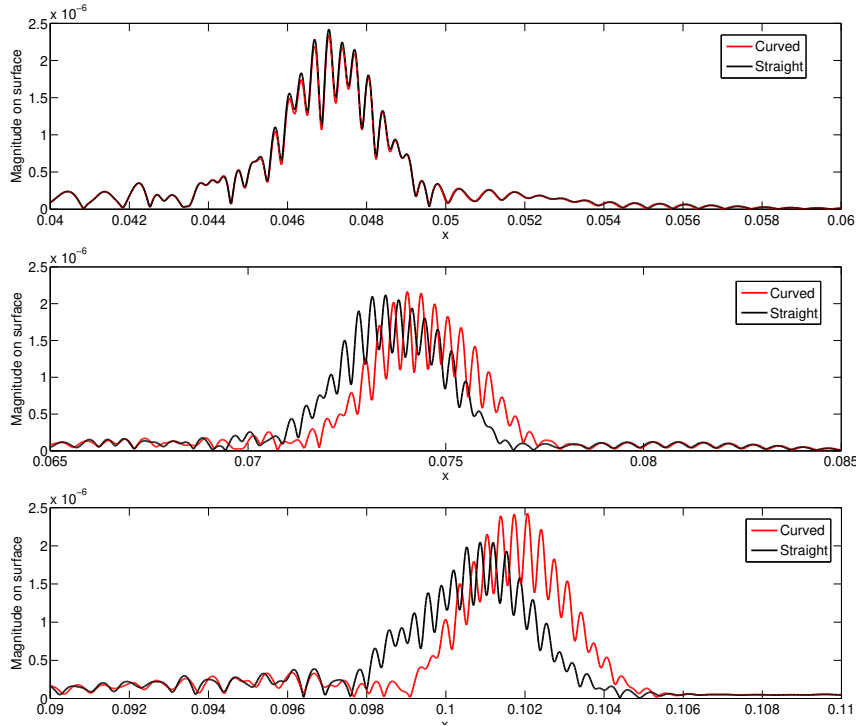 x 10⁻⁶
2.5
2
1.5
1
0.5
0
Magnitude on surface
Curved
Straight
0.04 0.042 0.044 0.046 0.048 0.05 0.052 0.054 0.056 0.058 0.06
x
x 10⁻⁶
2.5
2
1.5
1
0.5
0
Magnitude on surface
Curved
Straight
0.065 0.07 0.075 0.08 0.085
x
x 10⁻⁶
2.5
2
1.5
1
0.5
0
Magnitude on surface
Curved
Straight
0.09 0.092 0.094 0.096 0.098 0.1 0.102 0.104 0.106 0.108 0.11
x